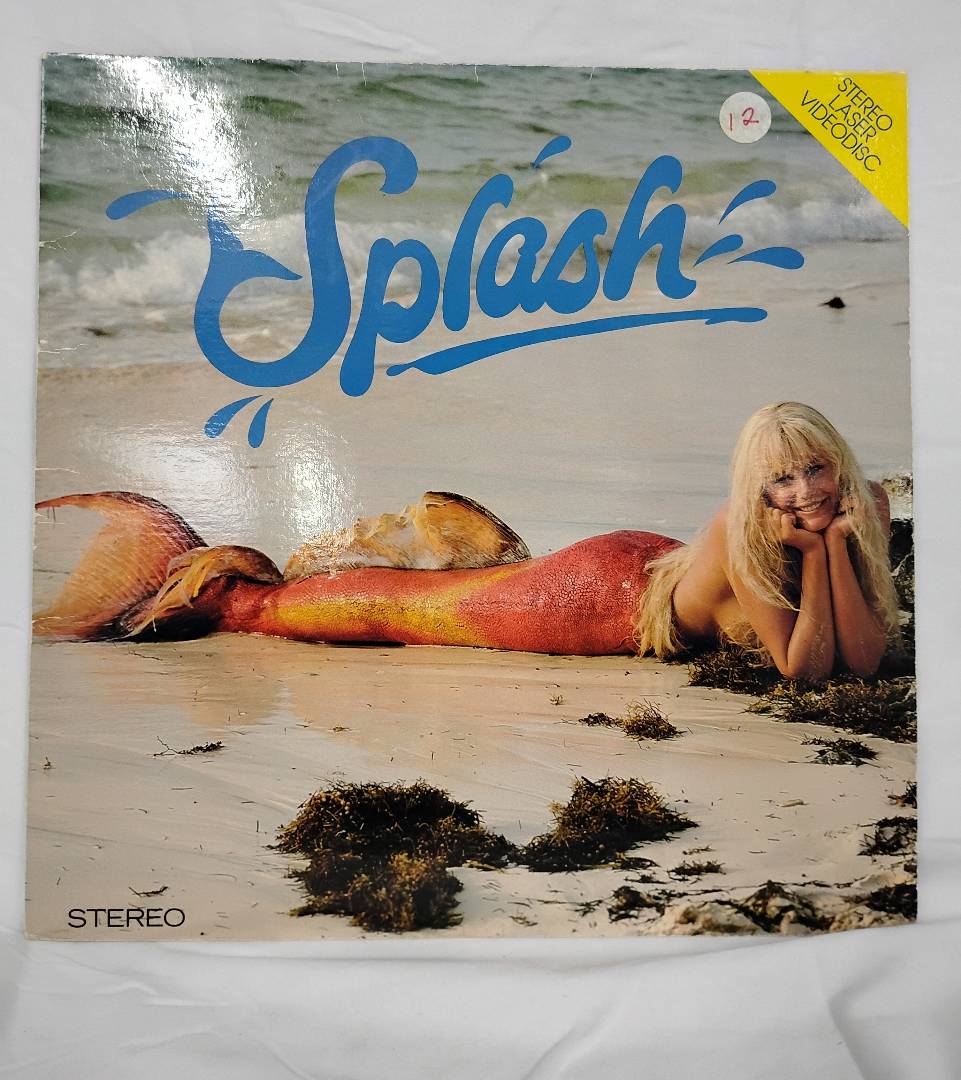 STEREO
LASER
VIDEODISC
12
Splash
STEREO